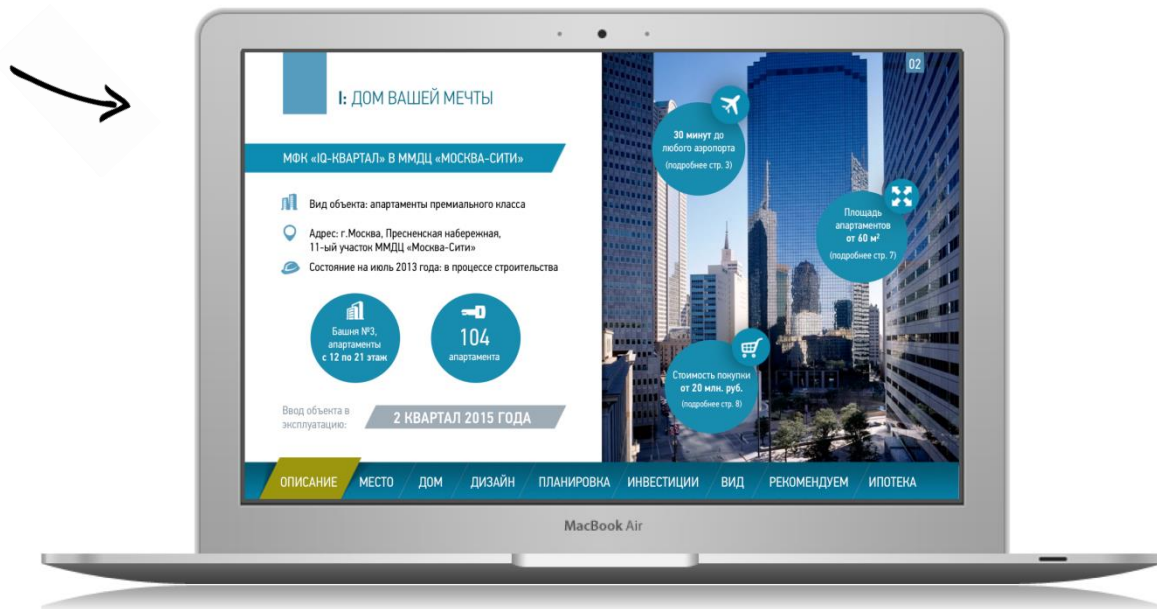 02
I: ДОМ ВАШЕЙ МЕЧТЫ
МФК «IQ-КВАРТАЛ» В ММДЦ «МОСКВА-СИТИ»
Вид объекта: апартаменты премиального класса
Адрес: г.Москва, Пресненская набережная,
11-ый участок ММДЦ «Москва-Сити»
Состояние на июль 2013 года: в процессе строительства
Башня №3,
апартаменты
с 12 по 21 этаж
104
апартамента
Ввод объекта в
эксплуатацию:
2 КВАРТАЛ 2015 ГОДА
30 минут до
любого аэропорта
(подробнее стр. 3)
Площадь
апартаментов
от 60 м²
(подробнее стр. 7)
Стоимость покупки
от 20 млн. руб.
(подробнее стр. 8)
ОПИСАНИЕ МЕСТО ДОМ ДИЗАЙН ПЛАНИРОВКА ИНВЕСТИЦИИ ВИД РЕКОМЕНДУЕМ ИПОТЕКА
MacBook Air